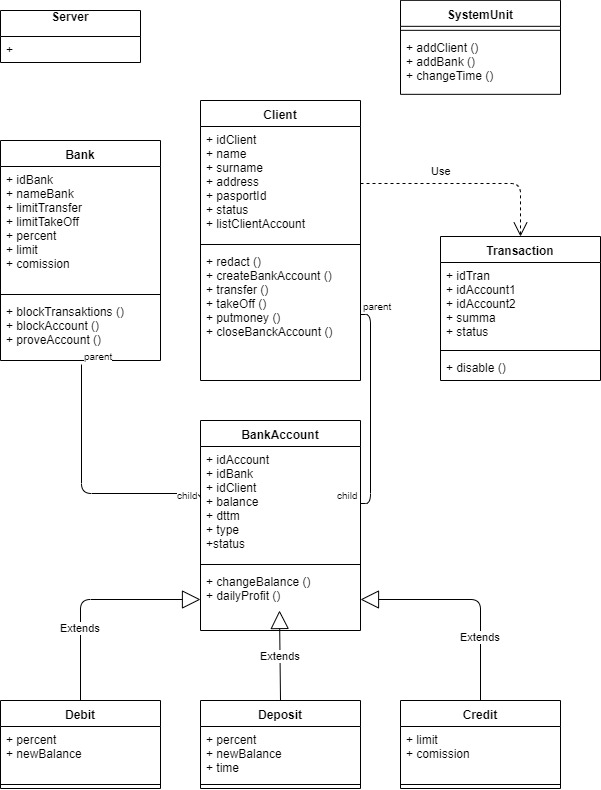 Server
+
SystemUnit
+ addClient ()
+ addBank ()
+ changeTime ()
Client
+ idClient
+ name
+ surname
+ address
+ pasportId
+ status
+ listClientAccount
+ redact ()
+ createBankAccount ()
+ transfer ()
+ takeOff ()
+ putmoney ()
+ closeBanckAccount ()
Bank
+ idBank
+ nameBank
+ limitTransfer
+ limitTakeOff
+ percent
+ limit
+ comission
+ blockTransaktions ()
+ blockAccount ()
+ proveAccount ()
Use
Transaction
+ idTran
+ idAccount1
+ idAccount2
+ summa
+ status
+ disable ()
parent
parent
BankAccount
+ idAccount
+ idBank
+ idClient
+ balance
+ dttm
+ type
+status
+ changeBalance ()
+ dailyProfit ()
child
child
Extends
Extends
Extends
Debit
+ percent
+ newBalance
Deposit
+ percent
+ newBalance
+ time
Credit
+ limit
+ comission